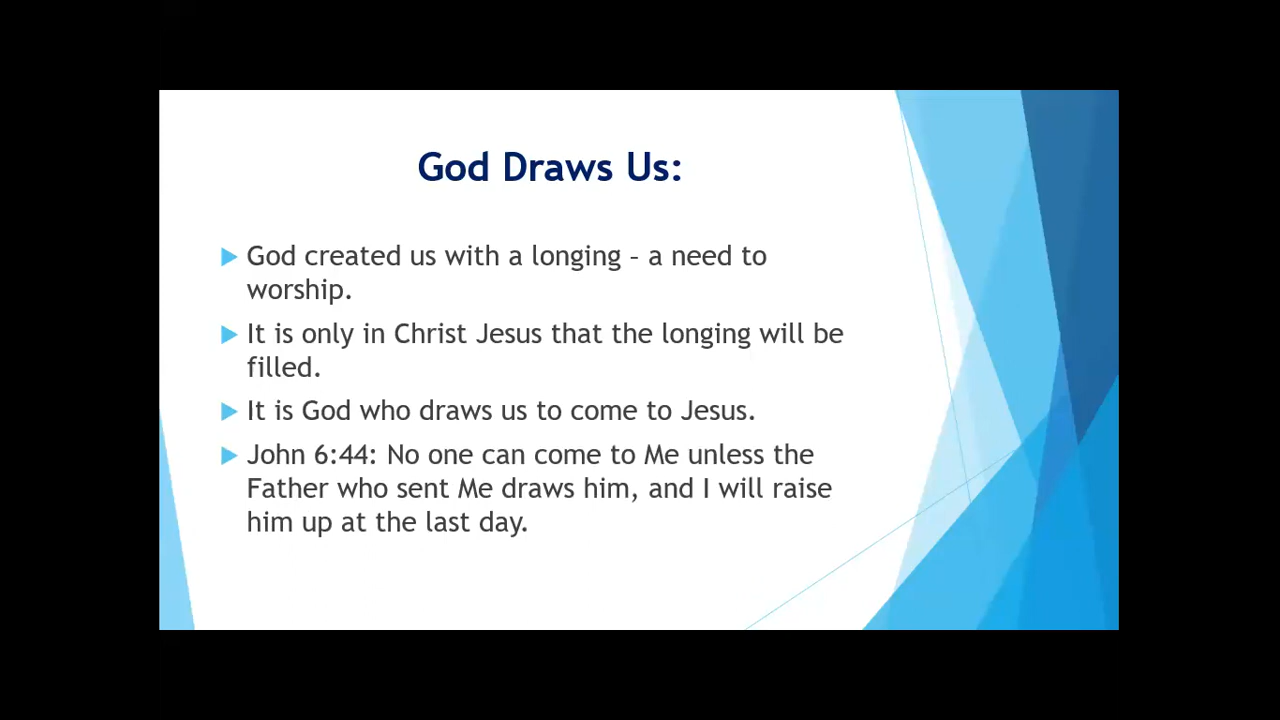 God Draws Us:
God created us with a longing – a need to
worship.
It is only in Christ Jesus that the longing will be
filled.
It is God who draws us to come to Jesus.
John 6:44: No one can come to Me unless the
Father who sent Me draws him, and I will raise
him up at the last day.